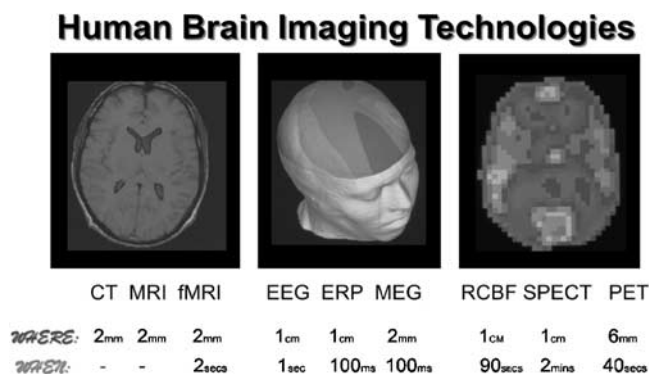 Human Brain Imaging Technologies
CT MRI fMRI EEG ERP MEG RCBF SPECT PET
WHERE: 2mm 2mm 2mm 1cm 1cm 2mm 1CM 1cm 6mm
WHEN: - - 2secs 1sec 100ms 100ms 90secs 2mins 40secs